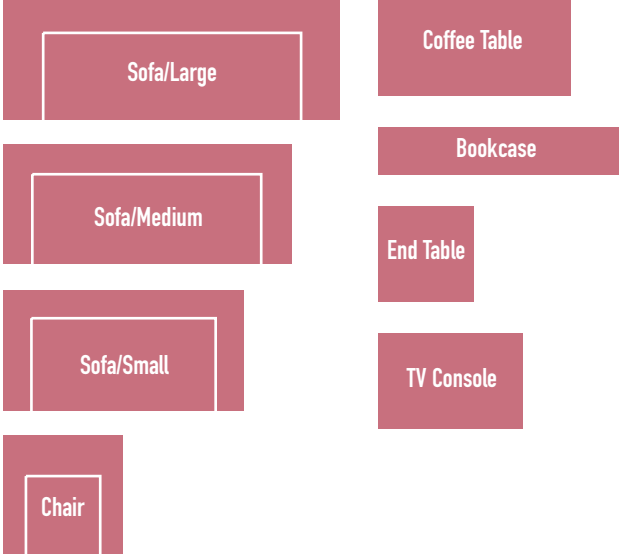 Sofa/Large
Sofa/Medium
Sofa/Small
Chair
Coffee Table
Bookcase
End Table
TV Console